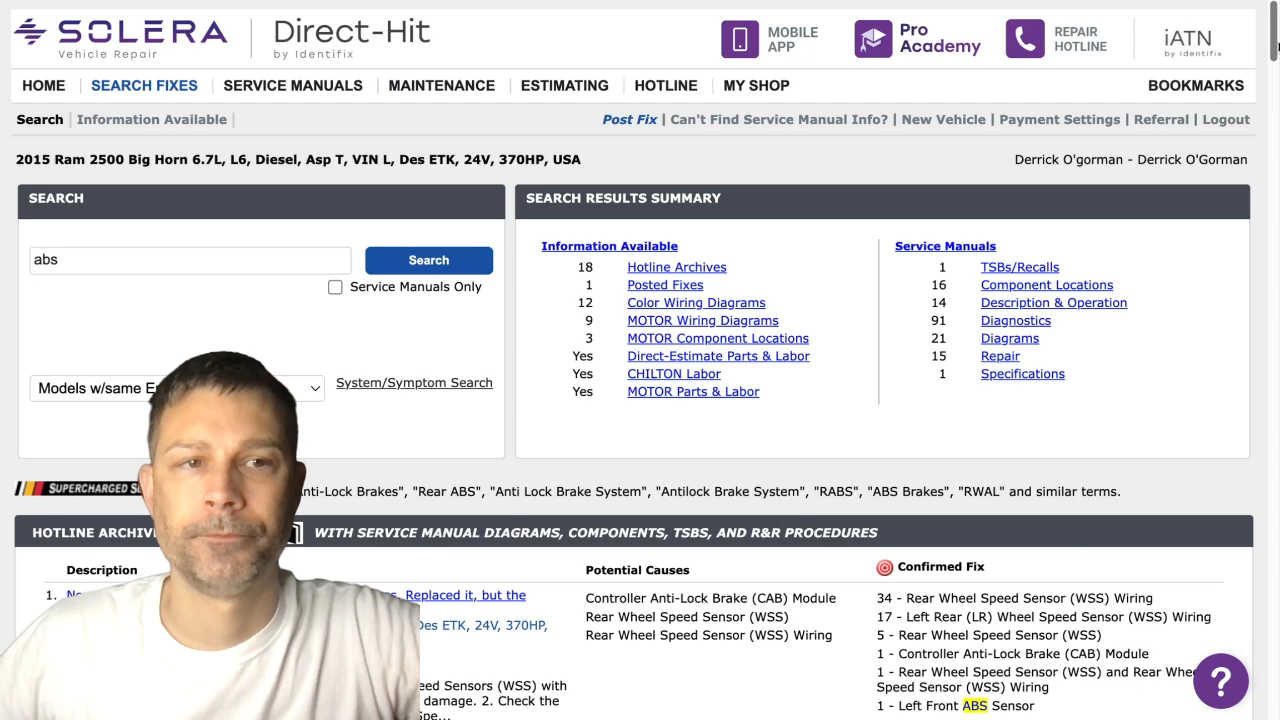 SOLERA
Vehicle Repair
Direct-Hit
by Identifix
MOBILE APP
Pro Academy
REPAIR HOTLINE
iATN
by Identifix
HOME SEARCH FIXES SERVICE MANUALS MAINTENANCE ESTIMATING HOTLINE MY SHOP BOOKMARKS
Search Information Available Post Fix | Can't Find Service Manual Info? | New Vehicle | Payment Settings | Referral | Logout
2015 Ram 2500 Big Horn 6.7L, L6, Diesel, Asp T, VIN L, Des ETK, 24V, 370HP, USA Derrick O'gorman - Derrick O'Gorman
SEARCH
abs Search
Service Manuals Only
Models w/same System/Symptom Search
SEARCH RESULTS SUMMARY
Information Available
18 Hotline Archives
1 Posted Fixes
12 Color Wiring Diagrams
9 MOTOR Wiring Diagrams
3 MOTOR Component Locations
Yes Direct-Estimate Parts & Labor
Yes CHILTON Labor
Yes MOTOR Parts & Labor
Service Manuals
1 TSBs/Recalls
16 Component Locations
14 Description & Operation
91 Diagnostics
21 Diagrams
15 Repair
1 Specifications
SUPERCHARGED nti-Lock Brakes", "Rear ABS", "Anti Lock Brake System", "Antilock Brake System", "RABS", "ABS Brakes", "RWAL" and similar terms.
HOTLINE ARCHIV WITH SERVICE MANUAL DIAGRAMS, COMPONENTS, TSBS, AND R&R PROCEDURES
Description
1. Replaced it, but the
Des ETK, 24V, 370HP,
eed Sensors (WSS) with
damage. 2. Check the
Spe...
Potential Causes
Controller Anti-Lock Brake (CAB) Module
Rear Wheel Speed Sensor (WSS)
Rear Wheel Speed Sensor (WSS) Wiring
Confirmed Fix
34 - Rear Wheel Speed Sensor (WSS) Wiring
17 - Left Rear (LR) Wheel Speed Sensor (WSS) Wiring
5 - Rear Wheel Speed Sensor (WSS)
1 - Controller Anti-Lock Brake (CAB) Module
1 - Rear Wheel Speed Sensor (WSS) and Rear Whe
Speed Sensor (WSS) Wiring
1 - Left Front ABS Sensor
?